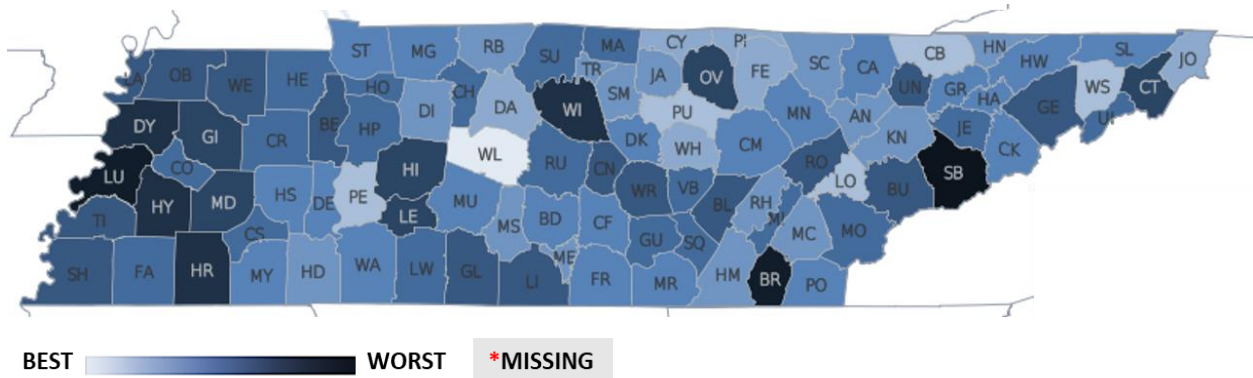 ST MG RB SU MA CY PI SC CB HN HW SL JO
LA OB WE HE HO CH DA TR SM JA OV FE CA UN GR HA GE WS CT UI
DY GI CR BE HP DI WI DK PU MN AN KN JE CK
LU CO HI WL RU CN WH CM RO LO BU SB
HY MD HS DE PE LE MU WR VB BL RH MI MC MO
TI CS MS BD CF GU SQ
SH FA HR MY HD WA LW GL LI ME FR MR HM BR PO
BEST WORST *MISSING